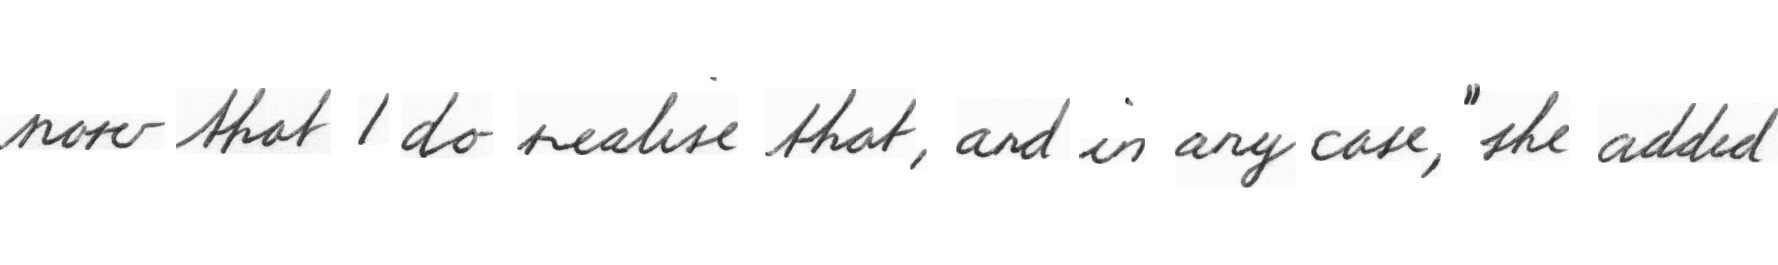 now that I do realise that, and in any case," she added